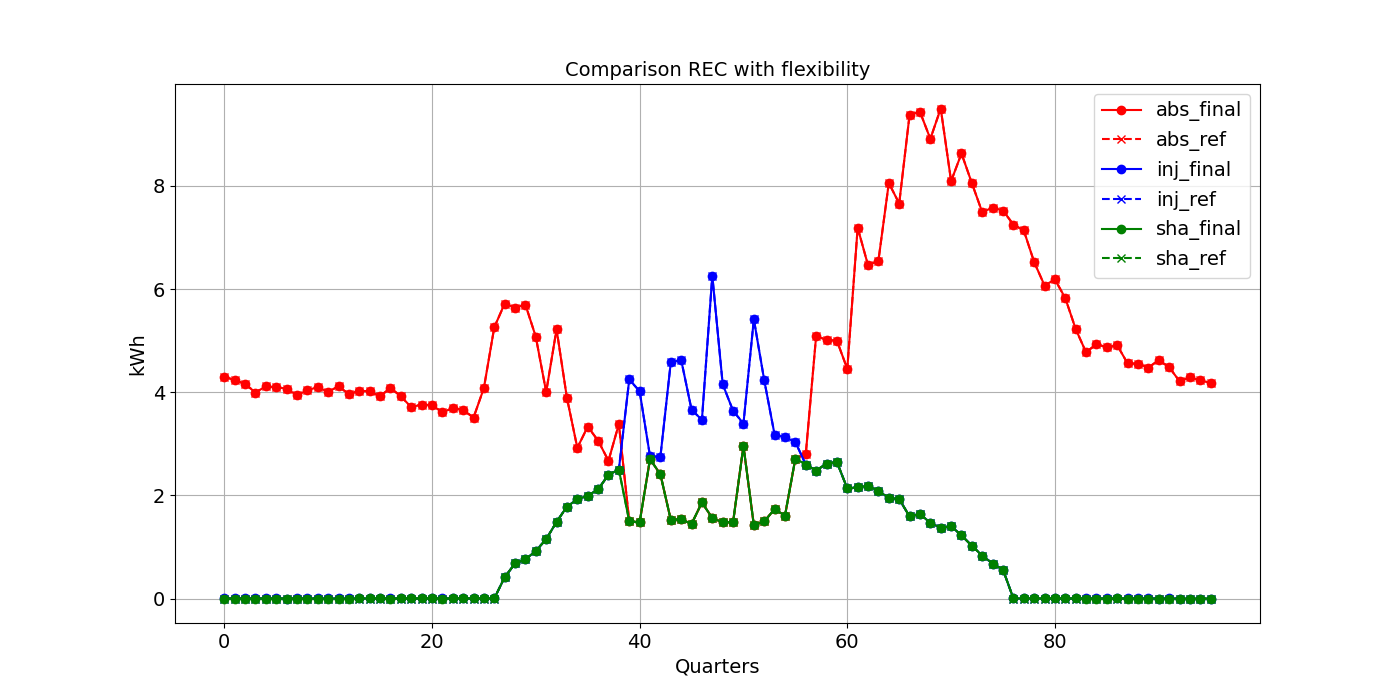 Comparison REC with flexibility
abs_final
abs_ref
inj_final
inj_ref
sha_final
sha_ref
kWh
8
6
4
2
0
0 20 40 60 80
Quarters